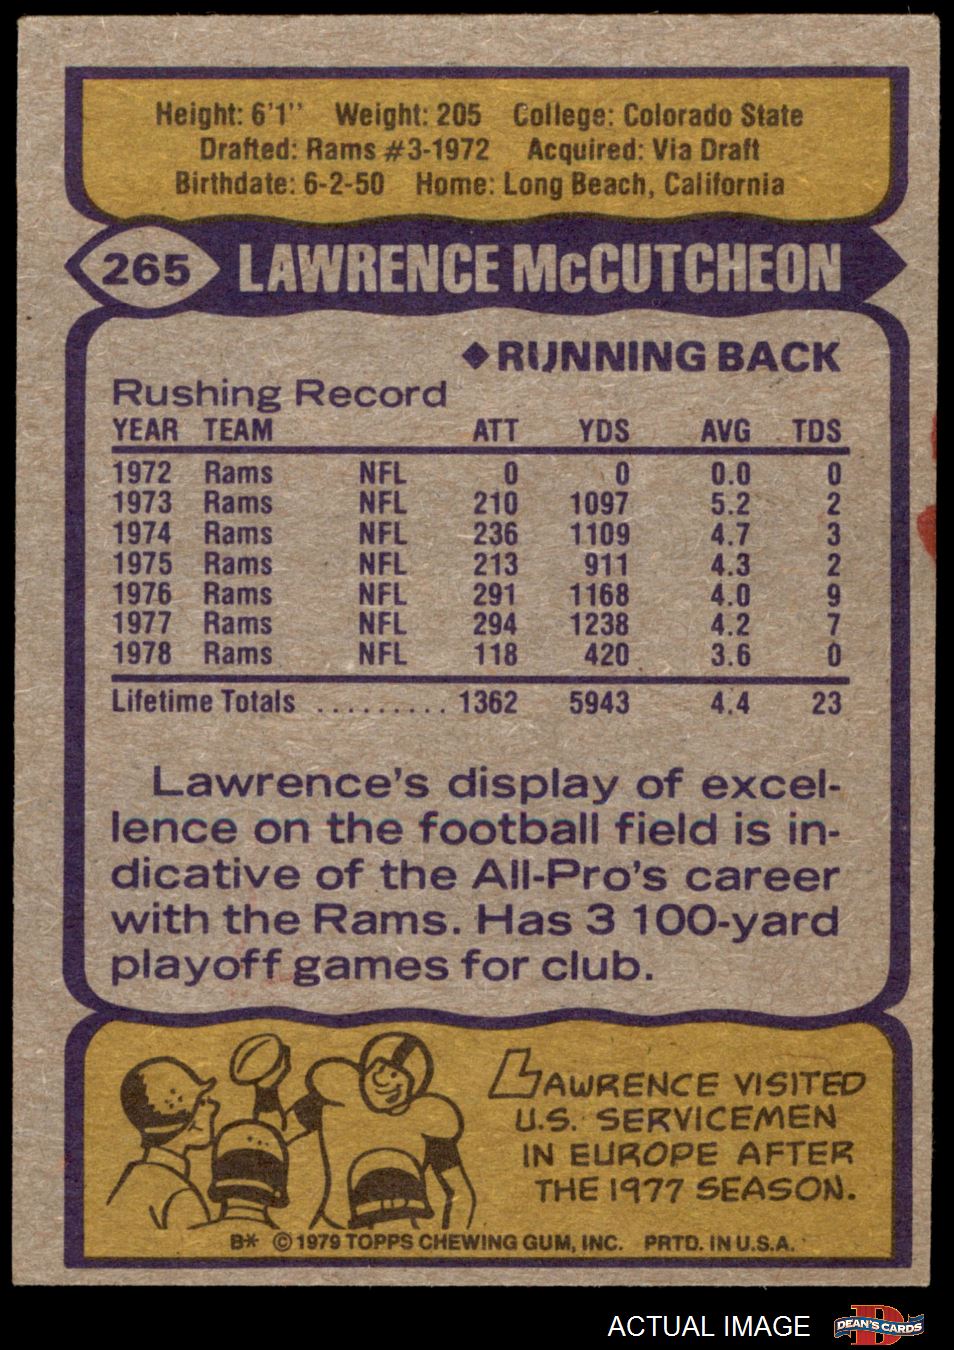 Height: 6'1" Weight: 205 College: Colorado State
Drafted: Rams #3-1972 Acquired: Via Draft
Birthdate: 6-2-50 Home: Long Beach, California
265 LAWRENCE McCUTCHEON
◆RUNNING BACK
Rushing Record
YEAR TEAM ATT YDS AVG TDS
1972 Rams NFL 0 0 0.0 0
1973 Rams NFL 210 1097 5.2 2
1974 Rams NFL 236 1109 4.7 3
1975 Rams NFL 213 911 4.3 2
1976 Rams NFL 291 1168 4.0 9
1977 Rams NFL 294 1238 4.2 7
1978 Rams NFL 118 420 3.6 0
Lifetime Totals ......... 1362 5943 4.4 23
Lawrence's display of excel-
lence on the football field is in-
dicative of the All-Pro's career
with the Rams. Has 3 100-yard
playoff games for club.
LAWRENCE VISITED
U.S. SERVICEMEN
IN EUROPE AFTER
THE 1977 SEASON.
B* © 1979 TOPPS CHEWING GUM, INC. PRTD. IN U.S.A.
ACTUAL IMAGE D DEAN'S CARDS